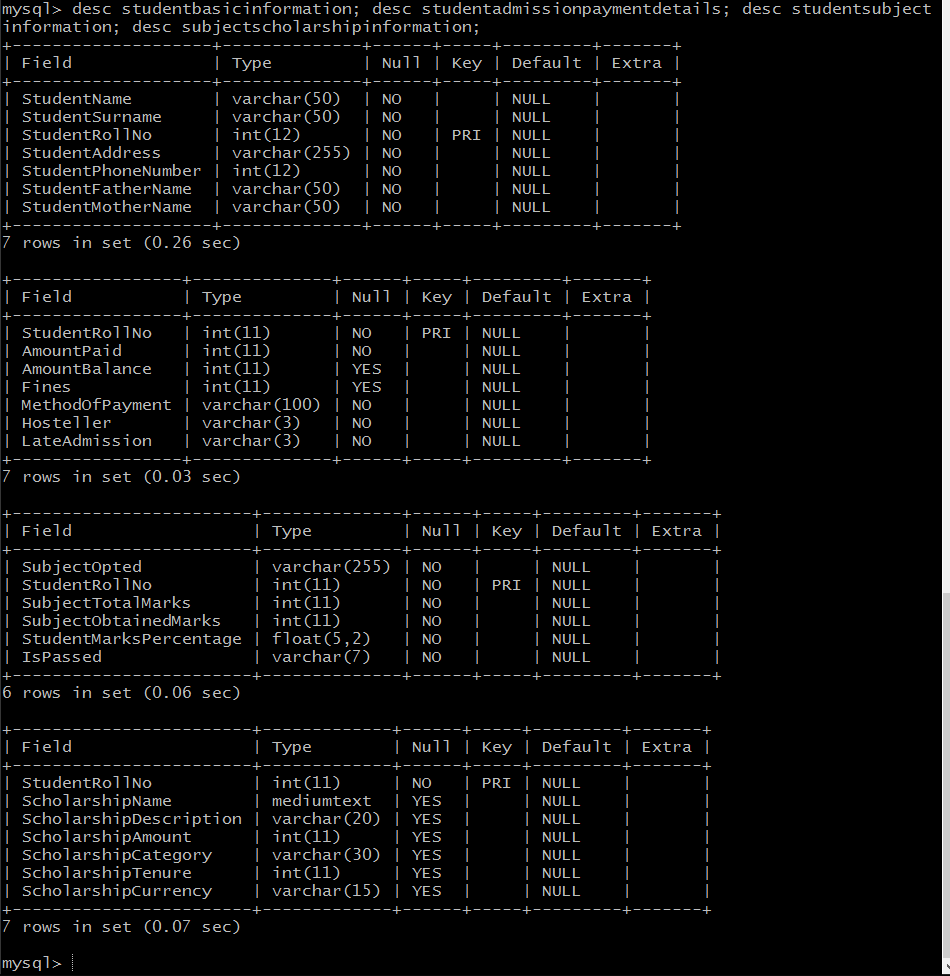 mysql> desc studentbasicinformation; desc studentadmissionpaymentdetails; desc studentsubject
information; desc subjectscholarshipinformation;
+--------------------+--------------+------+-----+---------+-------+
| Field              | Type         | Null | Key | Default | Extra |
+--------------------+--------------+------+-----+---------+-------+
| StudentName        | varchar(50)  | NO   |     | NULL    |       |
| StudentSurname     | varchar(50)  | NO   |     | NULL    |       |
| StudentRollNo      | int(12)      | NO   | PRI | NULL    |       |
| StudentAddress     | varchar(255) | NO   |     | NULL    |       |
| StudentPhoneNumber | int(12)      | NO   |     | NULL    |       |
| StudentFatherName  | varchar(50)  | NO   |     | NULL    |       |
| StudentMotherName  | varchar(50)  | NO   |     | NULL    |       |
+--------------------+--------------+------+-----+---------+-------+
7 rows in set (0.26 sec)

+-----------------+--------------+------+-----+---------+-------+
| Field           | Type         | Null | Key | Default | Extra |
+-----------------+--------------+------+-----+---------+-------+
| StudentRollNo   | int(11)      | NO   | PRI | NULL    |       |
| AmountPaid      | int(11)      | NO   |     | NULL    |       |
| AmountBalance   | int(11)      | YES  |     | NULL    |       |
| Fines           | int(11)      | YES  |     | NULL    |       |
| MethodOfPayment | varchar(100) | NO   |     | NULL    |       |
| Hosteller       | varchar(3)   | NO   |     | NULL    |       |
| LateAdmission   | varchar(3)   | NO   |     | NULL    |       |
+-----------------+--------------+------+-----+---------+-------+
7 rows in set (0.03 sec)

+------------------------+--------------+------+-----+---------+-------+
| Field                  | Type         | Null | Key | Default | Extra |
+------------------------+--------------+------+-----+---------+-------+
| SubjectOpted           | varchar(255) | NO   |     | NULL    |       |
| StudentRollNo          | int(11)      | NO   | PRI | NULL    |       |
| SubjectTotalMarks      | int(11)      | NO   |     | NULL    |       |
| SubjectObtainedMarks   | int(11)      | NO   |     | NULL    |       |
| StudentMarksPercentage | float(5,2)   | NO   |     | NULL    |       |
| IsPassed               | varchar(7)   | NO   |     | NULL    |       |
+------------------------+--------------+------+-----+---------+-------+
6 rows in set (0.06 sec)

+------------------------+-------------+------+-----+---------+-------+
| Field                  | Type        | Null | Key | Default | Extra |
+------------------------+-------------+------+-----+---------+-------+
| StudentRollNo          | int(11)     | NO   | PRI | NULL    |       |
| ScholarshipName        | mediumtext  | YES  |     | NULL    |       |
| ScholarshipDescription | varchar(20) | YES  |     | NULL    |       |
| ScholarshipAmount      | int(11)     | YES  |     | NULL    |       |
| ScholarshipCategory    | varchar(30) | YES  |     | NULL    |       |
| ScholarshipTenure      | int(11)     | YES  |     | NULL    |       |
| ScholarshipCurrency    | varchar(15) | YES  |     | NULL    |       |
+------------------------+-------------+------+-----+---------+-------+
7 rows in set (0.07 sec)

mysql>